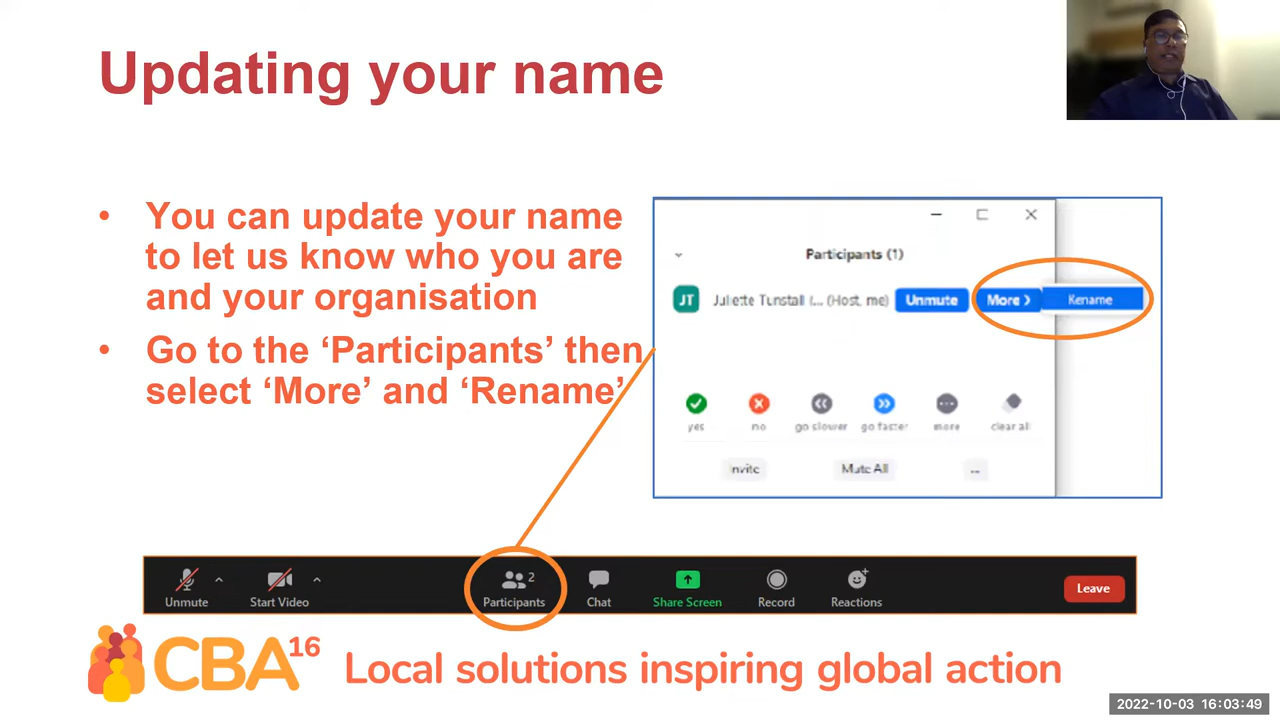 Updating your name
• You can update your name
to let us know who you are
and your organisation
• Go to the ‘Participants’ then
select ‘More’ and ‘Rename’
Participants (1)
JT Juliette Tunstall (... (Host, me) Unmute More > Rename
yes no go slower go faster more clear all
Invite Mute All ...
2
Unmute Start Video Participants Chat Share Screen Record Reactions Leave
CBA16 Local solutions inspiring global action
2022-10-03 16:03:49